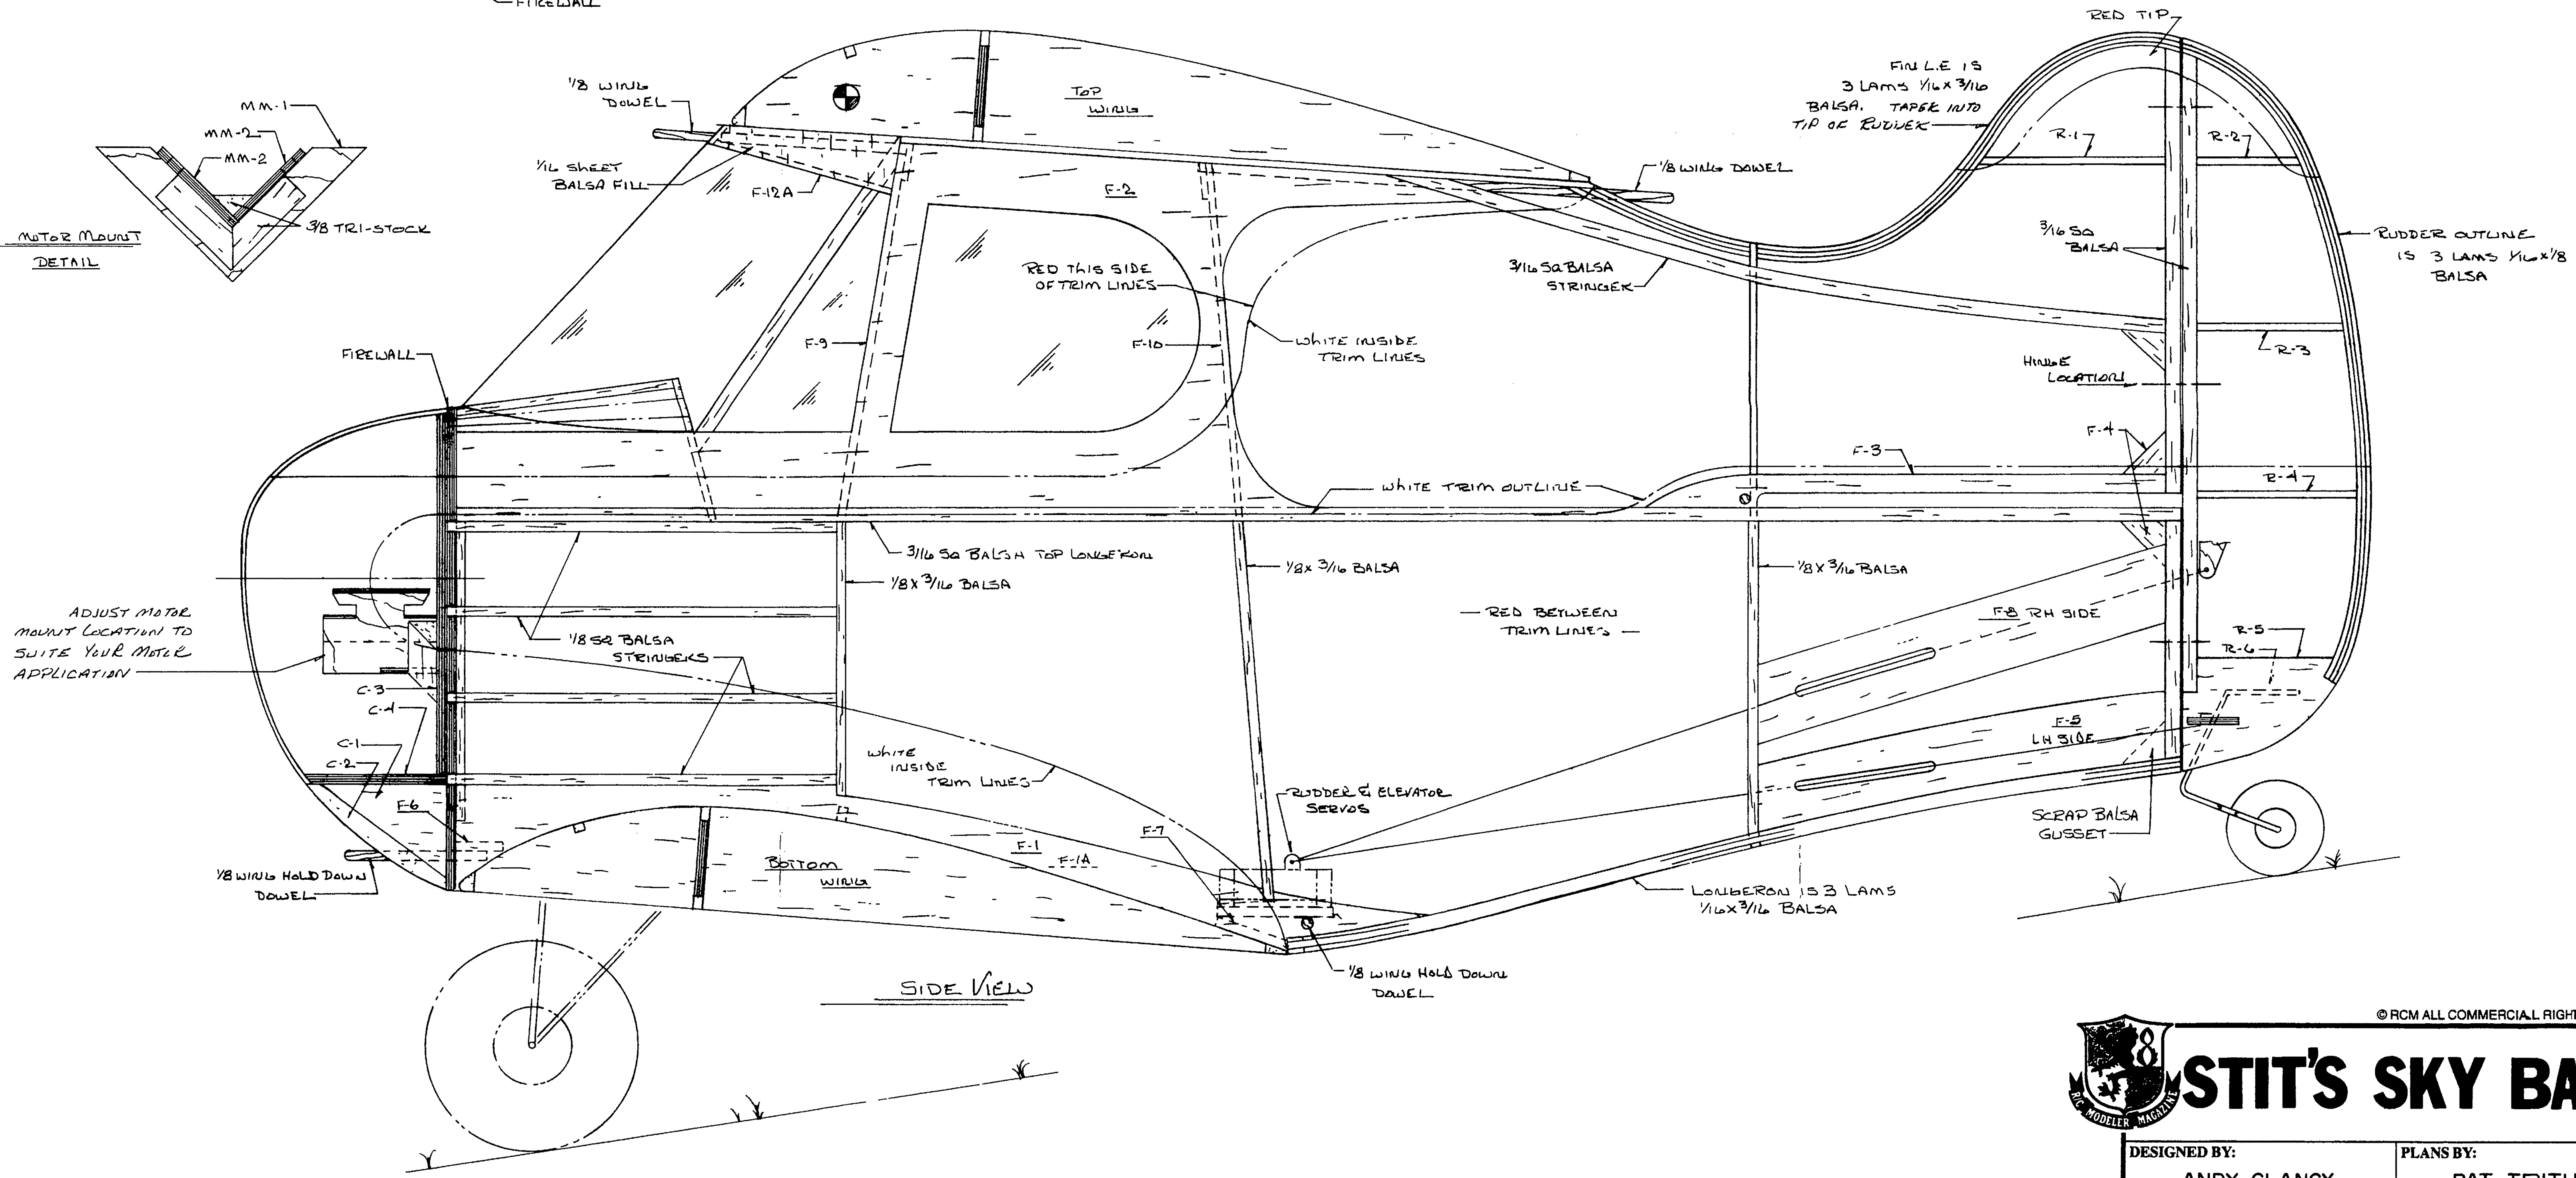 FIREWALL
RED TIP
FIN L.E IS
3 LAMS 1/16 X 3/16
BALSA. TAPER INTO
TIP OF RUDDER
1/8 WING
DOWEL
TOP
WING
MM-1
MM-2
MM-2
3/8 TRI-STOCK
MOTOR MOUNT
DETAIL
1/16 SHEET
BALSA FILL
F-12A
F-2
1/8 WING DOWEL
R-1
R-2
3/16 SQ
BALSA
RUDDER OUTLINE
IS 3 LAMS 1/16 X 1/8
BALSA
RED THIS SIDE
OF TRIM LINES
3/16 SQ BALSA
STRINGER
FIREWALL
F-9
F-10
WHITE INSIDE
TRIM LINES
R-3
HINGE
LOCATION
F-4
F-3
R-4
WHITE TRIM OUTLINE
3/16 SQ BALSA TOP LONGERON
1/8 X 3/16 BALSA
1/8 X 3/16 BALSA
1/8 X 3/16 BALSA
ADJUST MOTOR
MOUNT LOCATION TO
SUITE YOUR MOTOR
APPLICATION
1/8 SQ BALSA
STRINGERS
RED BETWEEN
TRIM LINES
F-8 RH SIDE
R-5
R-6
C-3
C-4
C-1
C-2
F-5
LH SIDE
WHITE
INSIDE
TRIM LINES
F-6
RUDDER & ELEVATOR
SERVOS
SCRAP BALSA
GUSSET
F-7
F-1
F-1A
BOTTOM
WING
1/8 WING HOLD DOWN
DOWEL
LONGERON IS 3 LAMS
1/16 X 3/16 BALSA
1/8 WING HOLD DOWN
DOWEL
SIDE VIEW
© RCM ALL COMMERCIAL RIGHT
R/C MODELER MAGAZINE
STIT'S SKY BA
DESIGNED BY:
PLANS BY:
ANDY CLANCY
PAT TRITL